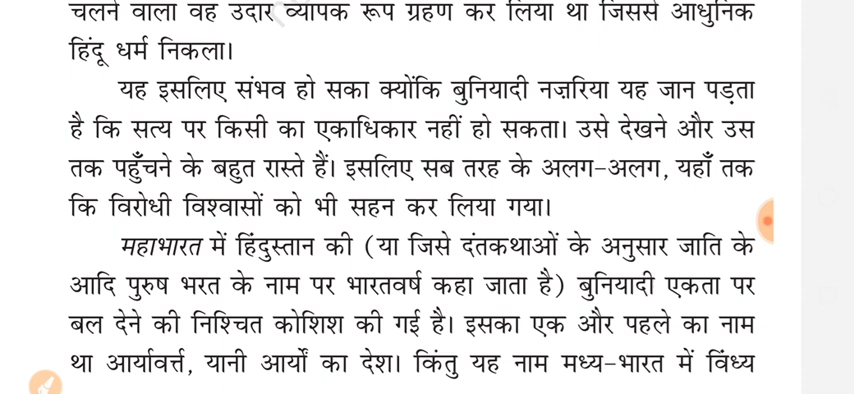 चलने वाला वह उदार व्यापक रूप ग्रहण कर लिया था जिससे आधुनिक
हिंदू धर्म निकला।
यह इसलिए संभव हो सका क्योंकि बुनियादी नज़रिया यह जान पड़ता
है कि सत्य पर किसी का एकाधिकार नहीं हो सकता। उसे देखने और उस
तक पहुँचने के बहुत रास्ते हैं। इसलिए सब तरह के अलग-अलग, यहाँ तक
कि विरोधी विश्वासों को भी सहन कर लिया गया।
महाभारत में हिंदुस्तान की (या जिसे दंतकथाओं के अनुसार जाति के
आदि पुरुष भरत के नाम पर भारतवर्ष कहा जाता है) बुनियादी एकता पर
बल देने की निश्चित कोशिश की गई है। इसका एक और पहले का नाम
था आर्यावर्त्त, यानी आर्यों का देश। किंतु यह नाम मध्य-भारत में विंध्य